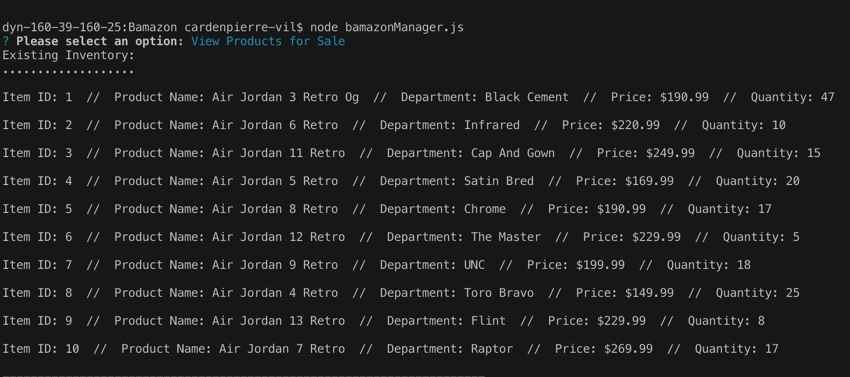 dyn-160-39-160-25:Bamazon cardenpierre-vil$ node bamazonManager.js
? Please select an option: View Products for Sale
Existing Inventory:
...................
Item ID: 1  //  Product Name: Air Jordan 3 Retro Og  //  Department: Black Cement  //  Price: $190.99  //  Quantity: 47
Item ID: 2  //  Product Name: Air Jordan 6 Retro  //  Department: Infrared  //  Price: $220.99  //  Quantity: 10
Item ID: 3  //  Product Name: Air Jordan 11 Retro  //  Department: Cap And Gown  //  Price: $249.99  //  Quantity: 15
Item ID: 4  //  Product Name: Air Jordan 5 Retro  //  Department: Satin Bred  //  Price: $169.99  //  Quantity: 20
Item ID: 5  //  Product Name: Air Jordan 8 Retro  //  Department: Chrome  //  Price: $190.99  //  Quantity: 17
Item ID: 6  //  Product Name: Air Jordan 12 Retro  //  Department: The Master  //  Price: $229.99  //  Quantity: 5
Item ID: 7  //  Product Name: Air Jordan 9 Retro  //  Department: UNC  //  Price: $199.99  //  Quantity: 18
Item ID: 8  //  Product Name: Air Jordan 4 Retro  //  Department: Toro Bravo  //  Price: $149.99  //  Quantity: 25
Item ID: 9  //  Product Name: Air Jordan 13 Retro  //  Department: Flint  //  Price: $229.99  //  Quantity: 8
Item ID: 10  //  Product Name: Air Jordan 7 Retro  //  Department: Raptor  //  Price: $269.99  //  Quantity: 17